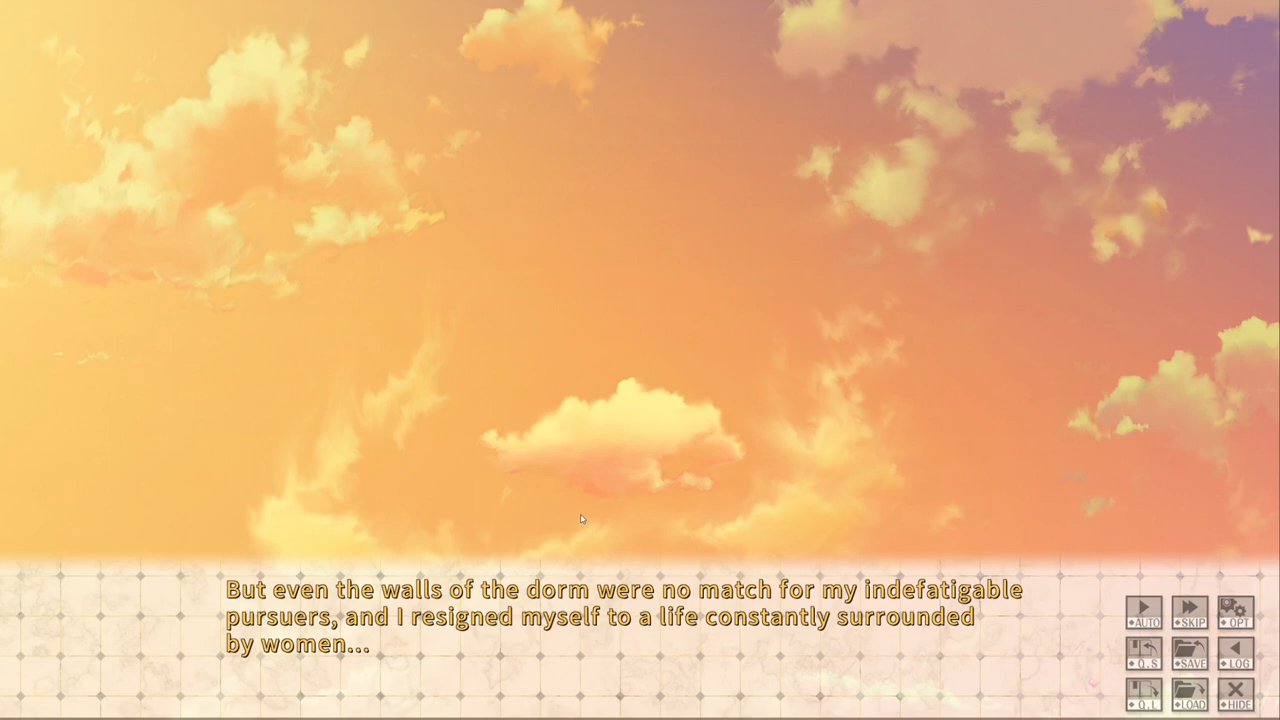 But even the walls of the dorm were no match for my indefatigable
pursuers, and I resigned myself to a life constantly surrounded
by women...
AUTO
SKIP
OPT
Q.S
SAVE
LOG
Q.L
LOAD
HIDE